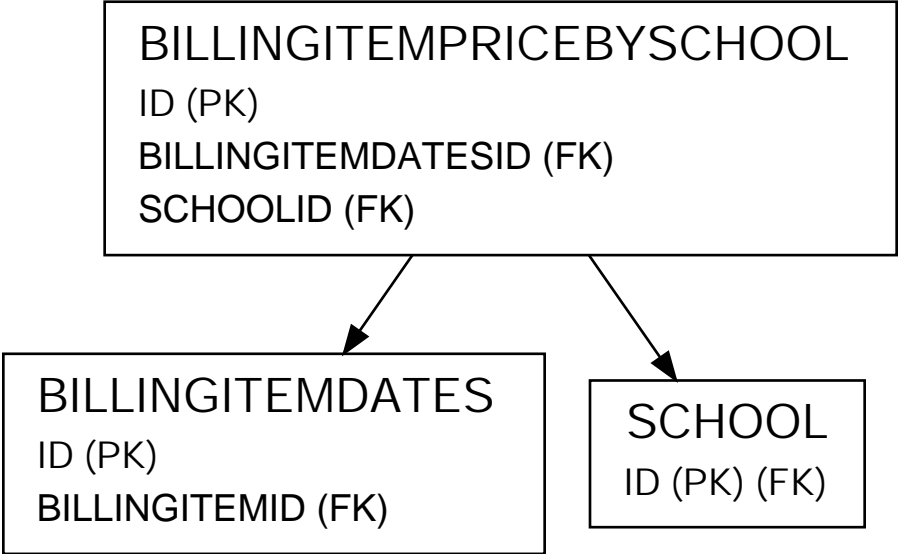 BILLINGITEMPRICEBYSCHOOL
ID (PK)
BILLINGITEMDATESID (FK)
SCHOOLID (FK)
BILLINGITEMDATES
ID (PK)
BILLINGITEMID (FK)
SCHOOL
ID (PK) (FK)